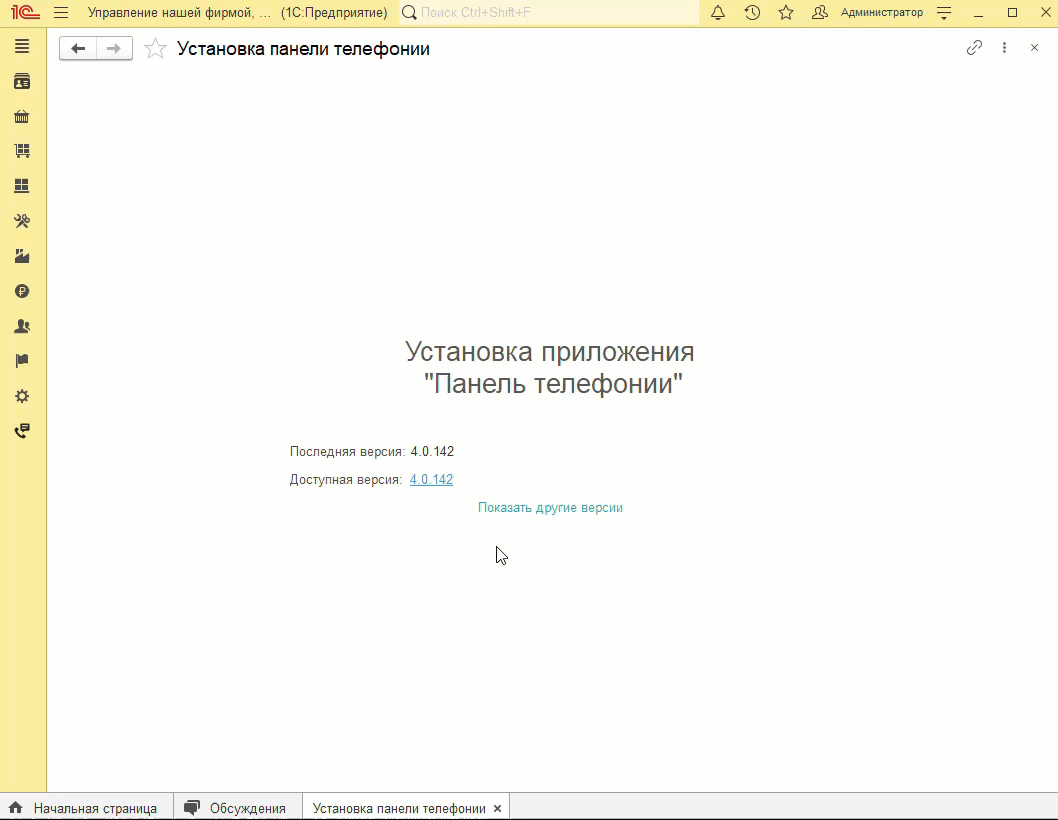 1С Управление нашей фирмой, ... (1С:Предприятие) Поиск Ctrl+Shift+F Администратор
Установка панели телефонии
Установка приложения
"Панель телефонии"
Последняя версия: 4.0.142
Доступная версия: 4.0.142
Показать другие версии
Начальная страница Обсуждения Установка панели телефонии